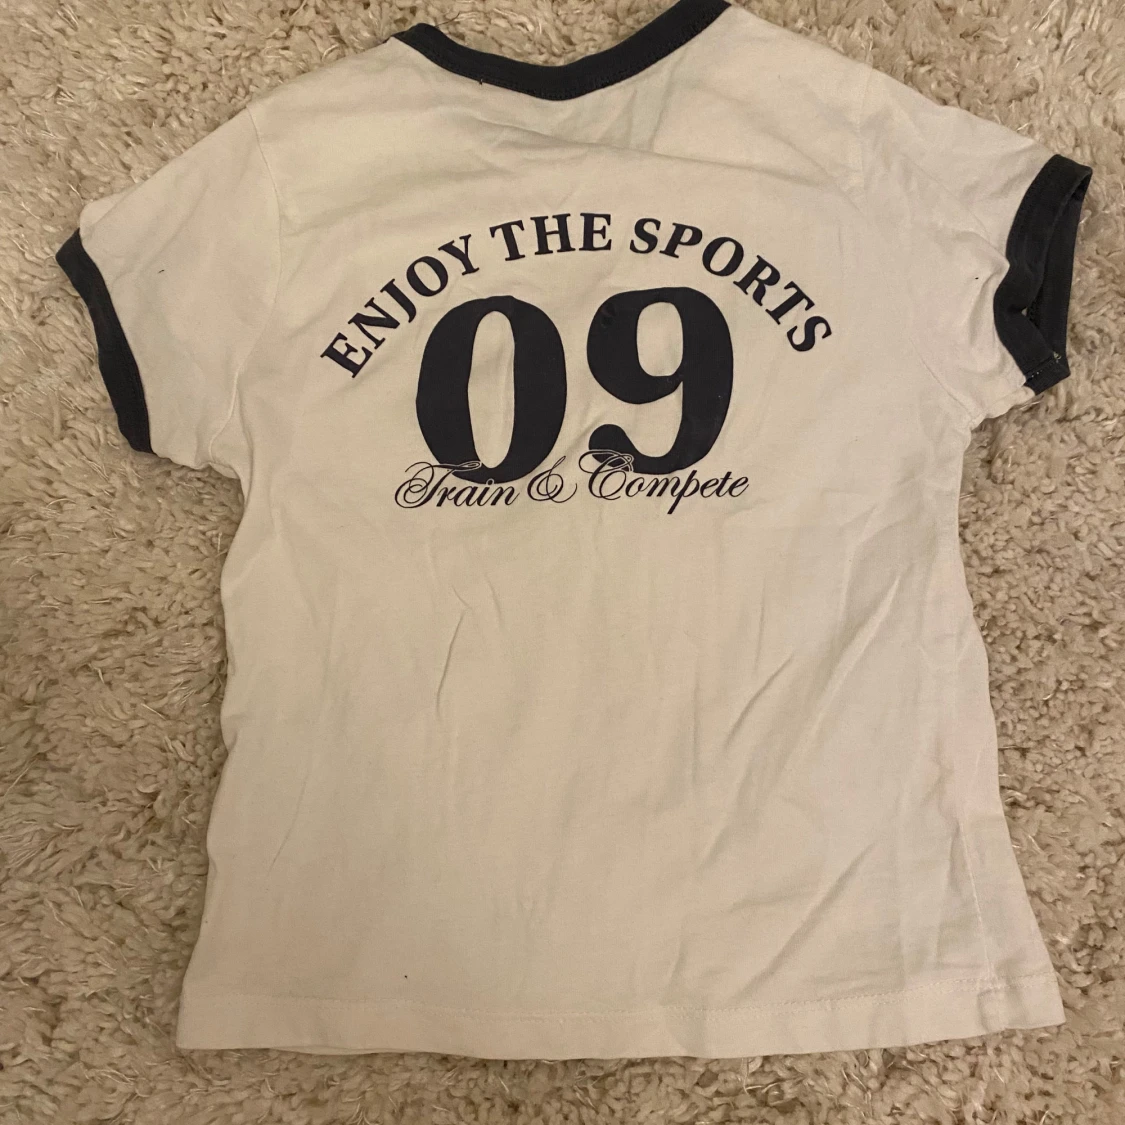 ENJOY THE SPORTS
09
Train & Compete